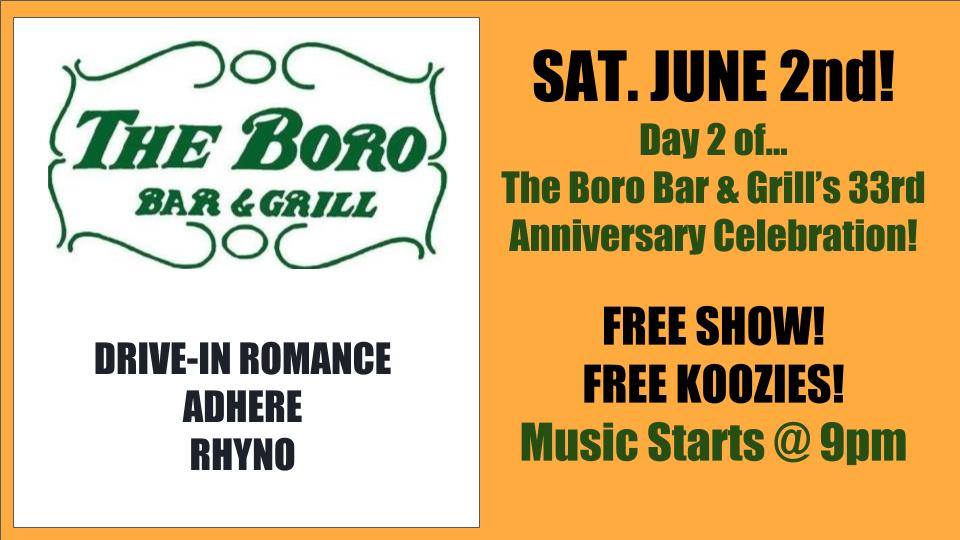 THE BORO
BAR & GRILL
DRIVE-IN ROMANCE
ADHERE
RHYNO
SAT. JUNE 2nd!
Day 2 of...
The Boro Bar & Grill’s 33rd
Anniversary Celebration!
FREE SHOW!
FREE KOOZIES!
Music Starts @ 9pm